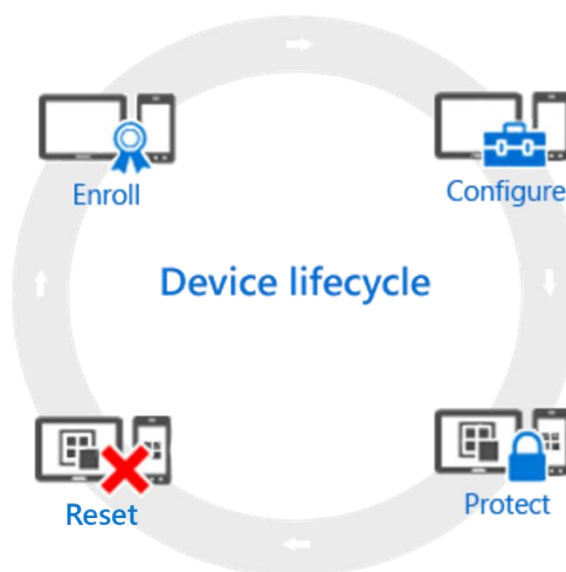 Enroll
Configure
Device lifecycle
Reset
Protect